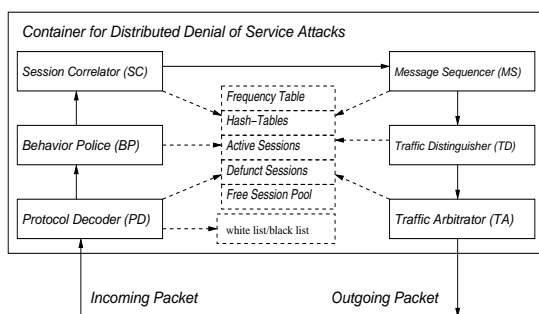 Container for Distributed Denial of Service Attacks
Session Correlator (SC)
Message Sequencer (MS)
Frequency Table
Hash-Tables
Behavior Police (BP)
Active Sessions
Traffic Distinguisher (TD)
Defunct Sessions
Free Session Pool
Protocol Decoder (PD)
white list/black list
Traffic Arbitrator (TA)
Incoming Packet
Outgoing Packet